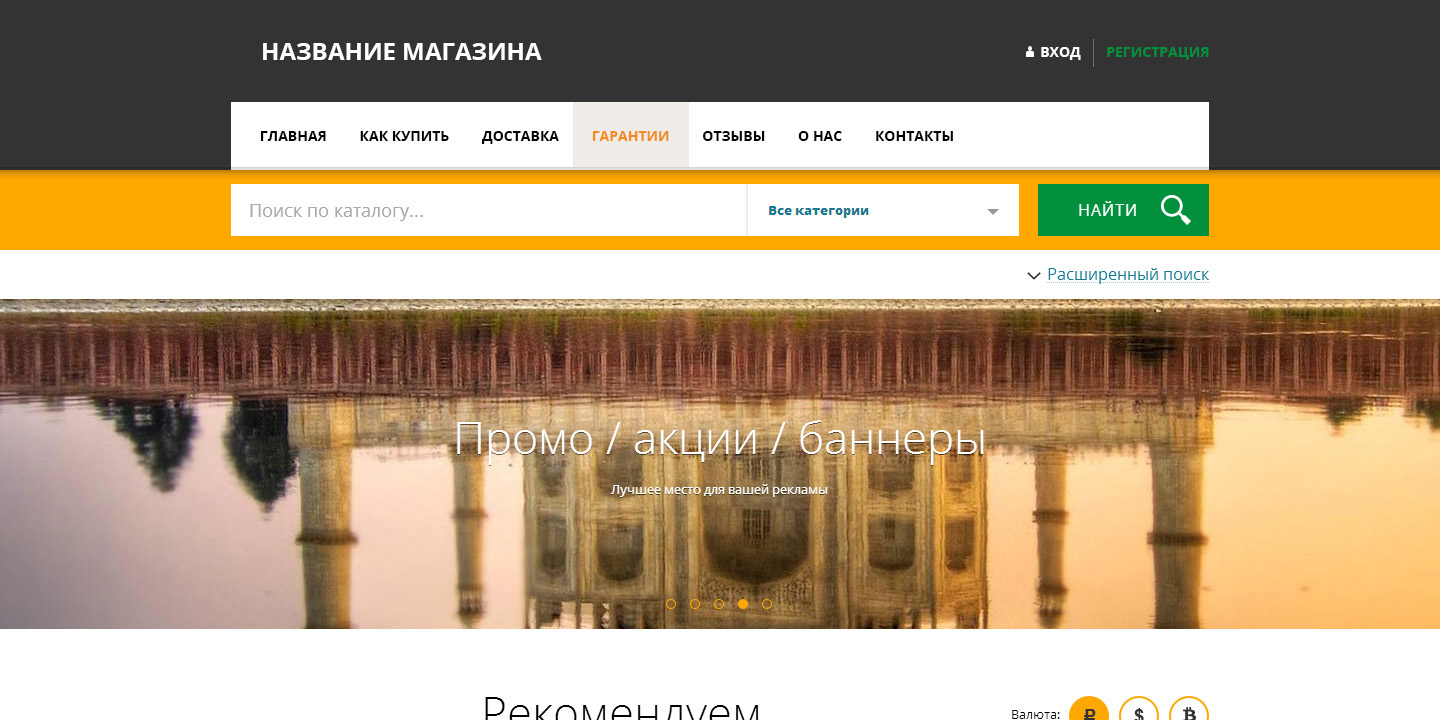 НАЗВАНИЕ МАГАЗИНА
ВХОД
РЕГИСТРАЦИЯ
ГЛАВНАЯ КАК КУПИТЬ ДОСТАВКА ГАРАНТИИ ОТЗЫВЫ О НАС КОНТАКТЫ
Поиск по каталогу...
Все категории
НАЙТИ
Расширенный поиск
Промо / акции / баннеры
Лучшее место для вашей рекламы
Рекомендуем
Валюта: ₽ $ ₿